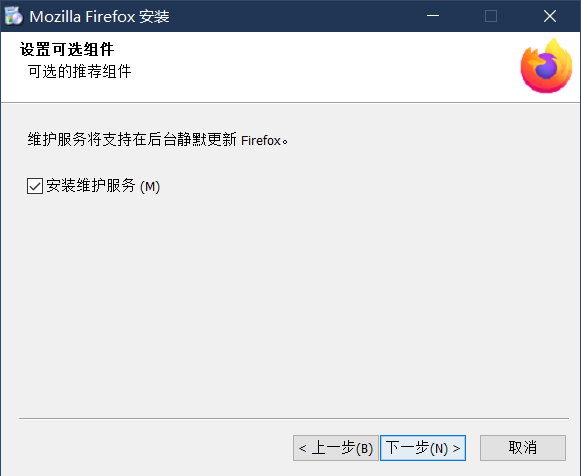 Mozilla Firefox 安装
设置可选组件
可选的推荐组件
维护服务将支持在后台静默更新 Firefox。
安装维护服务 (M)
< 上一步(B) 下一步(N) > 取消